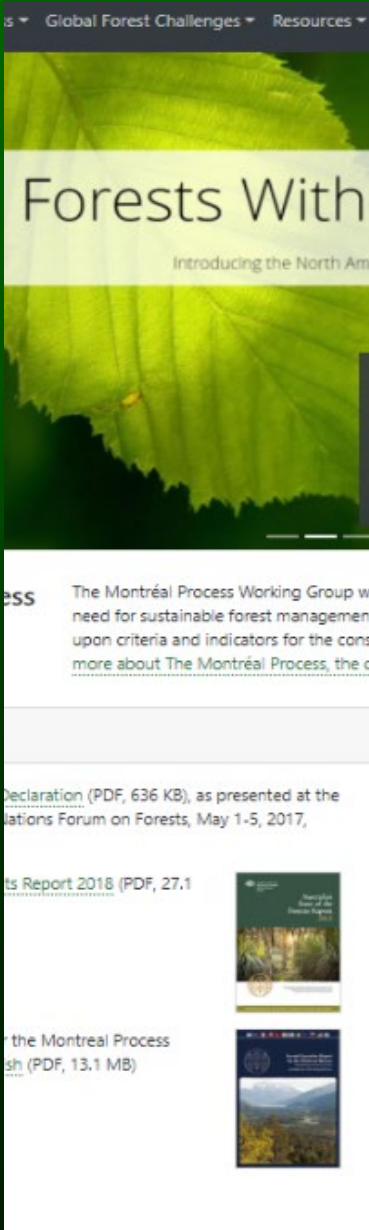 Global Forest Challenges Resources
Forests With
Introducing the North Am
ess
The Montréal Process Working Group w
need for sustainable forest managemen
upon criteria and indicators for the cons
more about The Montréal Process, the c
Declaration (PDF, 636 KB), as presented at the
Nations Forum on Forests, May 1-5, 2017,
ts Report 2018 (PDF, 27.1
r the Montreal Process
sh (PDF, 13.1 MB)